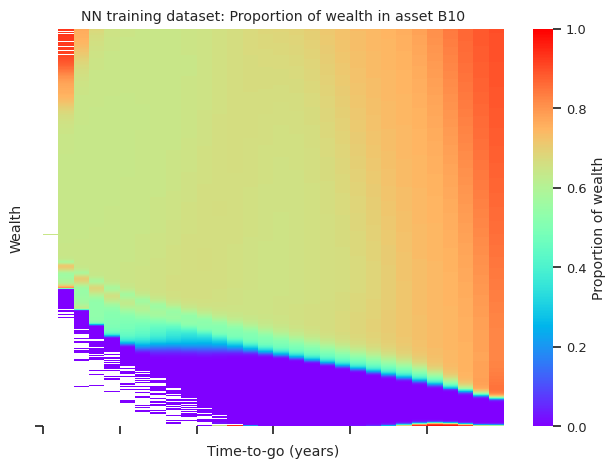 NN training dataset: Proportion of wealth in asset B10
Wealth
Time-to-go (years)
1.0
0.8
0.6
0.4
0.2
0.0
Proportion of wealth